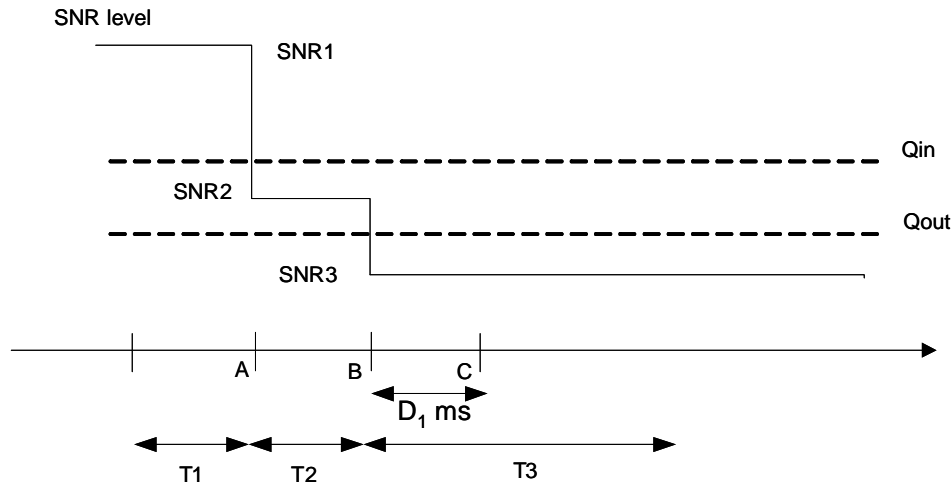 SNR level
SNR1
Qin
SNR2
Qout
SNR3
A B C
D₁ ms
T1 T2 T3